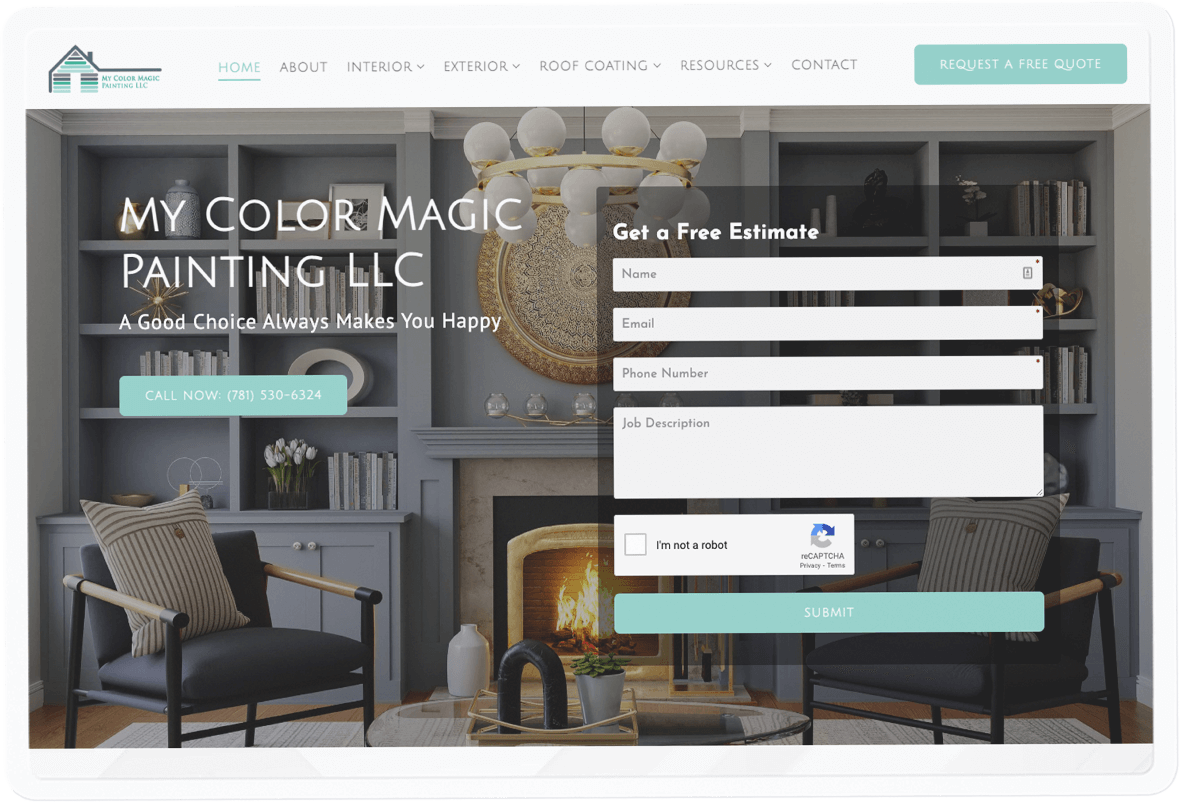 My Color Magic
Painting LLC
HOME ABOUT INTERIOR EXTERIOR ROOF COATING RESOURCES CONTACT
REQUEST A FREE QUOTE
My Color Magic
Painting LLC
A Good Choice Always Makes You Happy
CALL NOW: (781) 530-6324
Get a Free Estimate
Name
Email
Phone Number
Job Description
I'm not a robot
reCAPTCHA
Privacy - Terms
SUBMIT